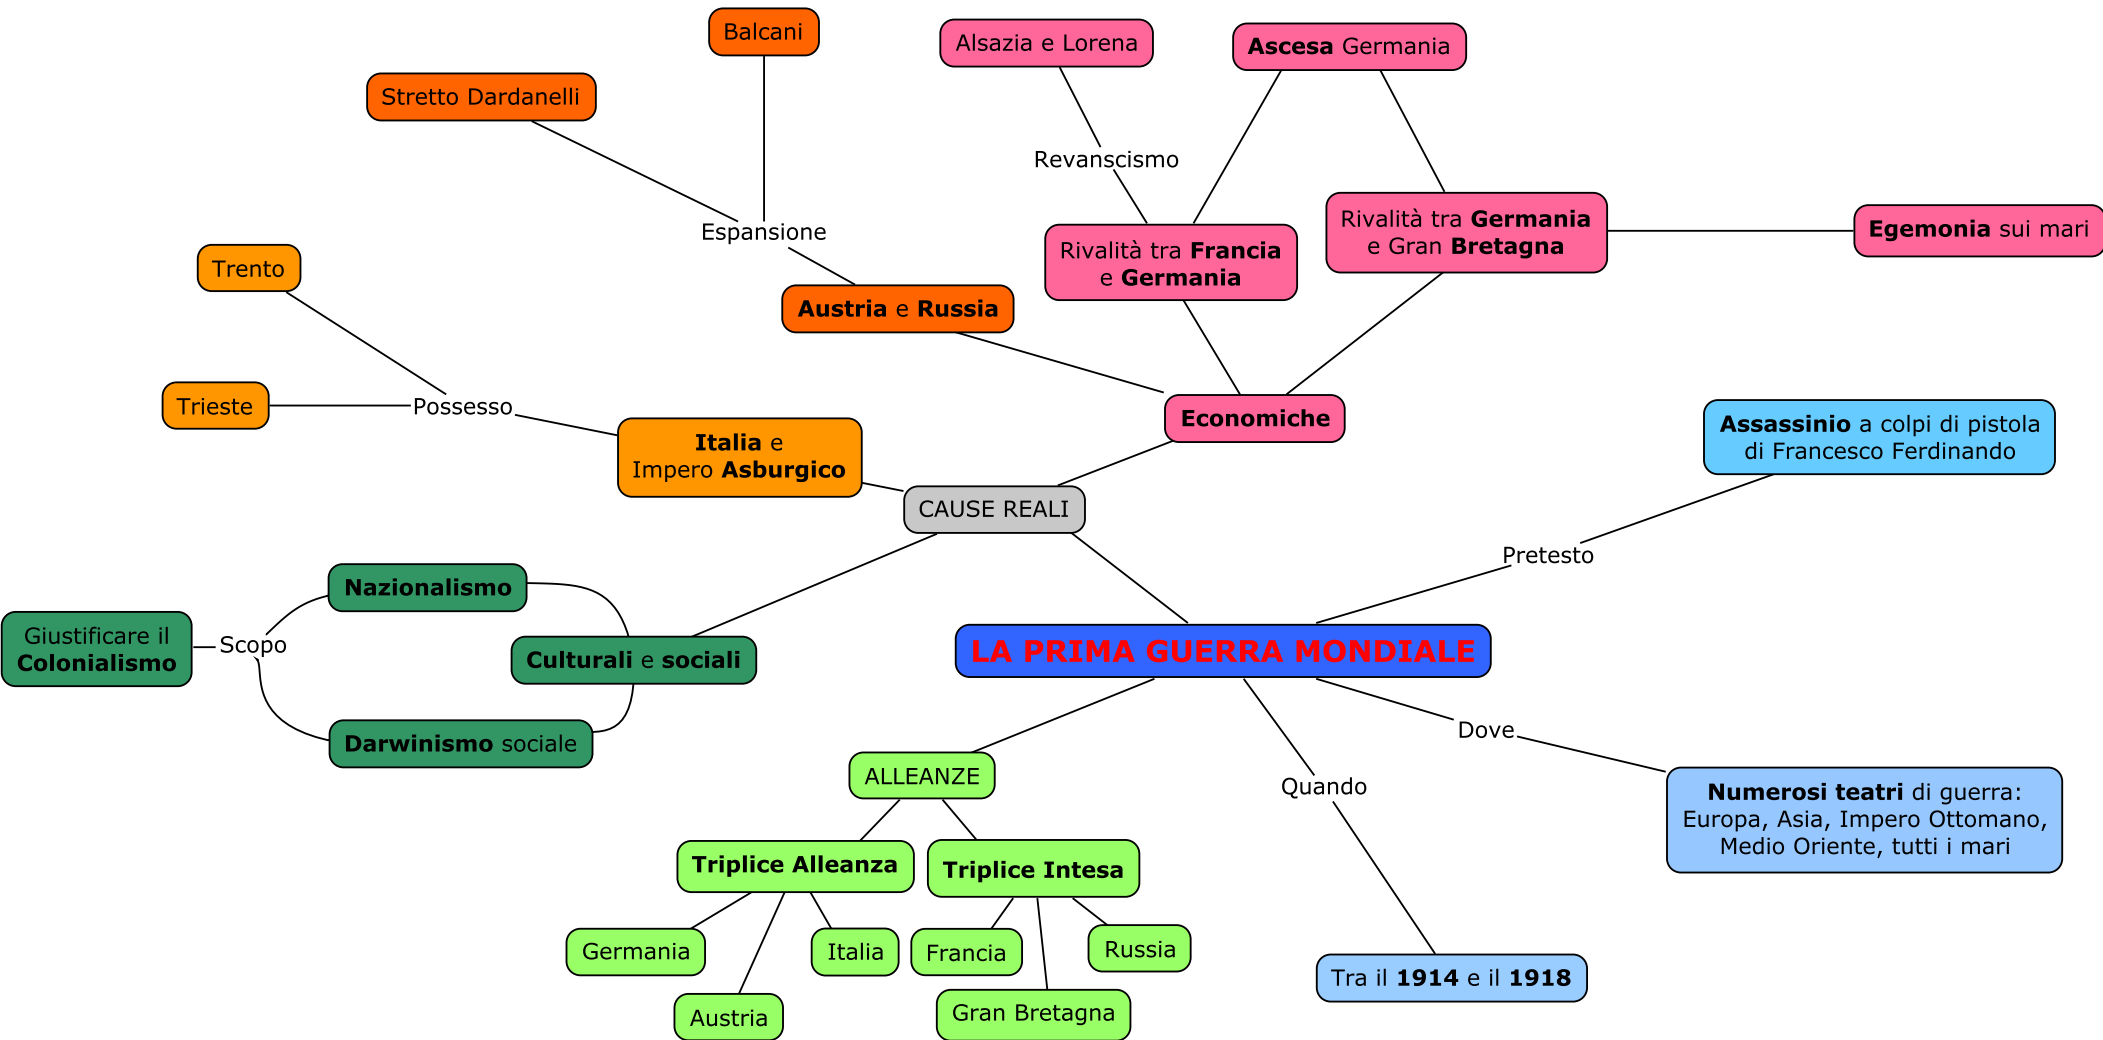 Balcani
Alsazia e Lorena
Ascesa Germania
Stretto Dardanelli
Revanscismo
Espansione
Rivalità tra Francia
e Germania
Rivalità tra Germania
e Gran Bretagna
Egemonia sui mari
Trento
Austria e Russia
Trieste
Possesso
Italia e
Impero Asburgico
Economiche
Assassinio a colpi di pistola
di Francesco Ferdinando
CAUSE REALI
Pretesto
Nazionalismo
Giustificare il
Colonialismo
Scopo
Culturali e sociali
LA PRIMA GUERRA MONDIALE
Darwinismo sociale
Dove
ALLEANZE
Quando
Numerosi teatri di guerra:
Europa, Asia, Impero Ottomano,
Medio Oriente, tutti i mari
Triplice Alleanza
Triplice Intesa
Germania
Italia
Francia
Russia
Tra il 1914 e il 1918
Austria
Gran Bretagna